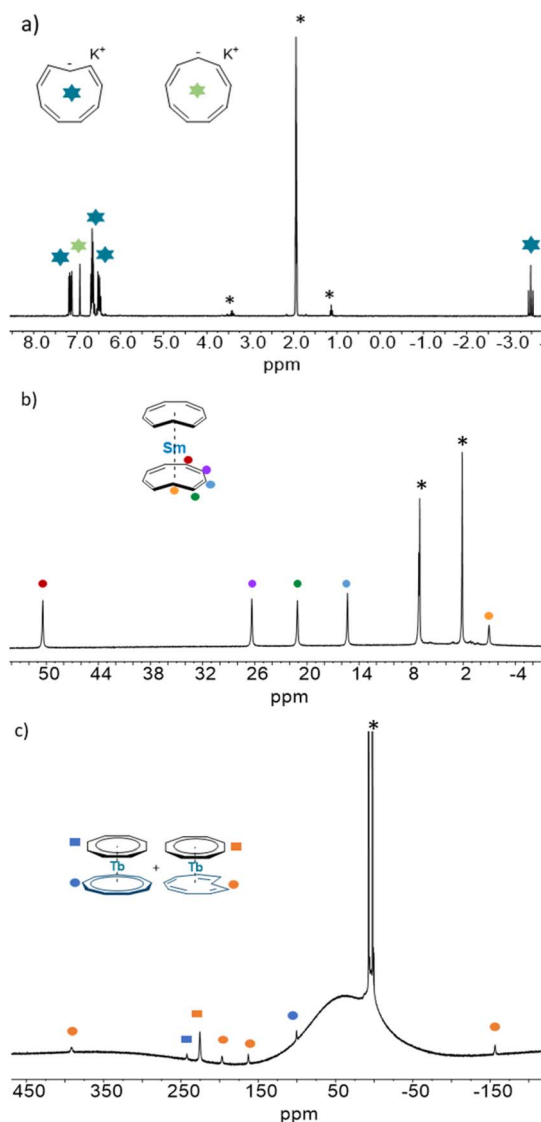 a)
K+
K+
-
-
*
*
*
8.0 7.0 6.0 5.0 4.0 3.0 2.0 1.0 0.0 -1.0 -2.0 -3.0
ppm
b)
Sm
*
*
50 44 38 32 26 20 14 8 2 -4
ppm
c)
*
Tb + Tb
450 350 250 150 50 -50 -150
ppm